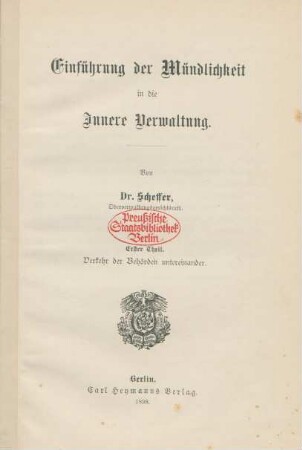 Einführung der Mündlichkeit
in die
Innere Verwaltung.
Von
Dr. Scheffer,
Preußische
Staatsbibliothek
Berlin
Erster Theil.
Verkehr der Behörden untereinander.
Berlin.
Carl Heymanns Verlag.